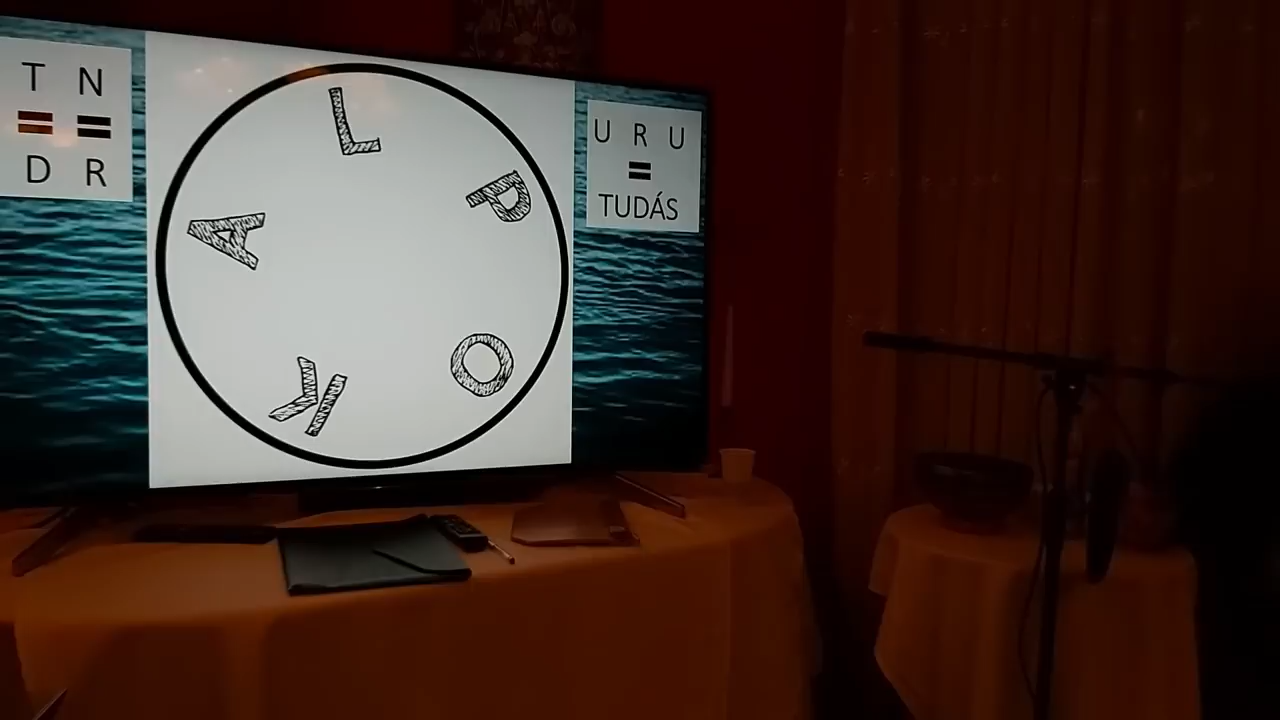 T N
=
=
D R
L
P
O
K
A
U R U
=
TUDÁS